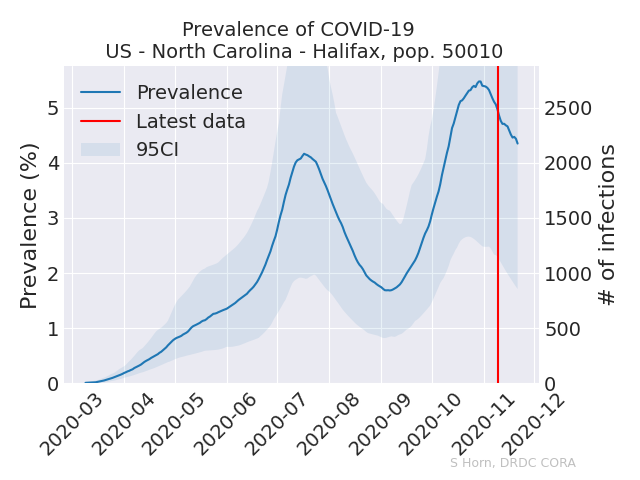 Prevalence of COVID-19
US - North Carolina - Halifax, pop. 50010
Prevalence
Latest data
95CI
Prevalence (%)
5
4
3
2
1
0
2500
2000
1500
1000
500
0
# of infections
2020-03
2020-04
2020-05
2020-06
2020-07
2020-08
2020-09
2020-10
2020-11
2020-12
S Horn, DRDC CORA